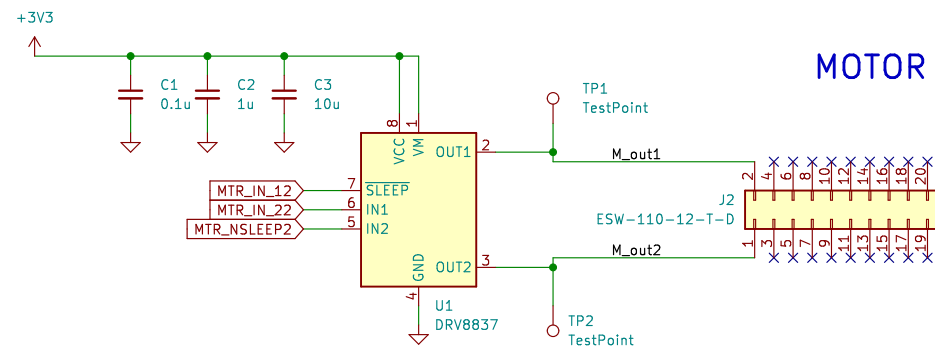 +3V3
MOTOR
C1
0.1u
C2
1u
C3
10u
TP1
TestPoint
8
1
VCC
VM
OUT1
2
M_out1
2
4
6
8
10
12
14
16
18
20
MTR_IN_12
7
SLEEP
MTR_IN_22
6
IN1
MTR_NSLEEP2
5
IN2
J2
ESW-110-12-T-D
1
3
5
7
9
11
13
15
17
19
M_out2
GND
OUT2
3
4
U1
DRV8837
TP2
TestPoint